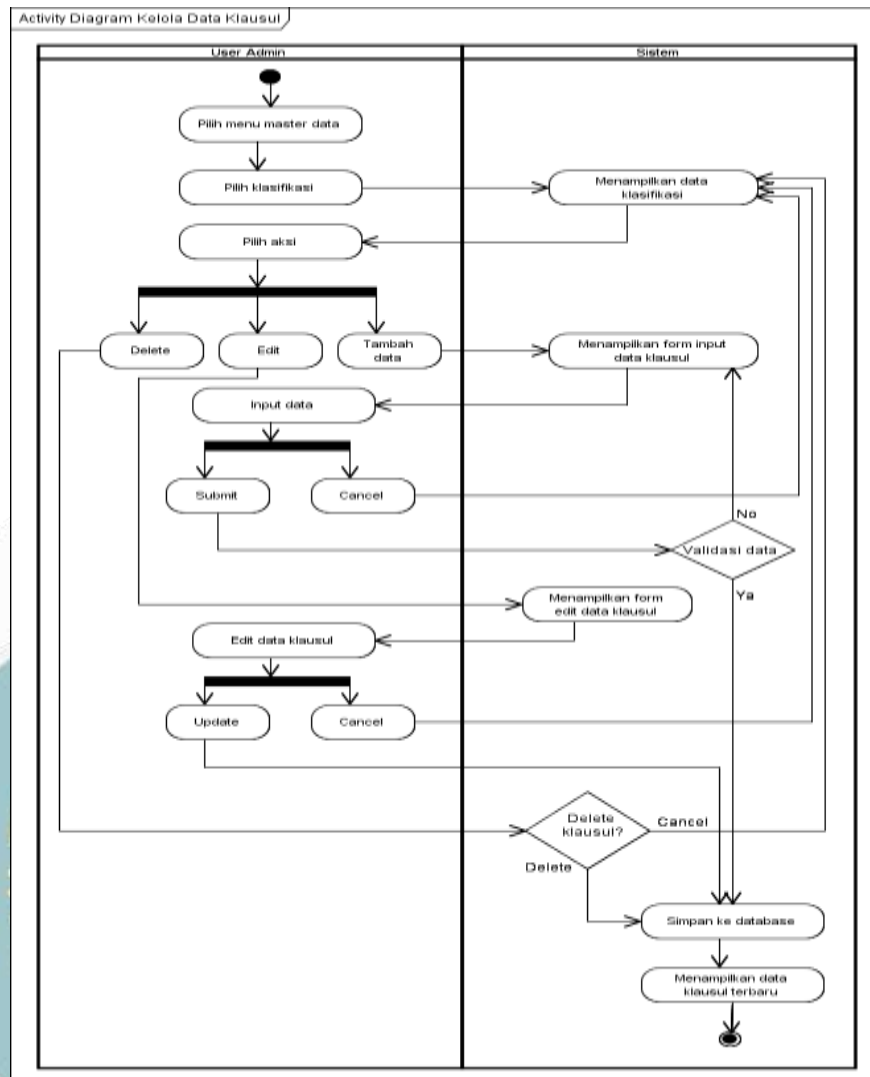 Activity Diagram Kelola Data Klausul
User Admin
Sistem
Pilih menu master data
Pilih klasifikasi
Menampilkan data
klasifikasi
Pilih aksi
Delete
Edit
Tambah
data
Menampilkan form input
data klausul
Input data
Submit
Cancel
No
Validasi data
Ya
Menampilkan form
edit data klausul
Edit data klausul
Update
Cancel
Delete
klausul?
Cancel
Delete
Simpan ke database
Menampilkan data
klausul terbaru